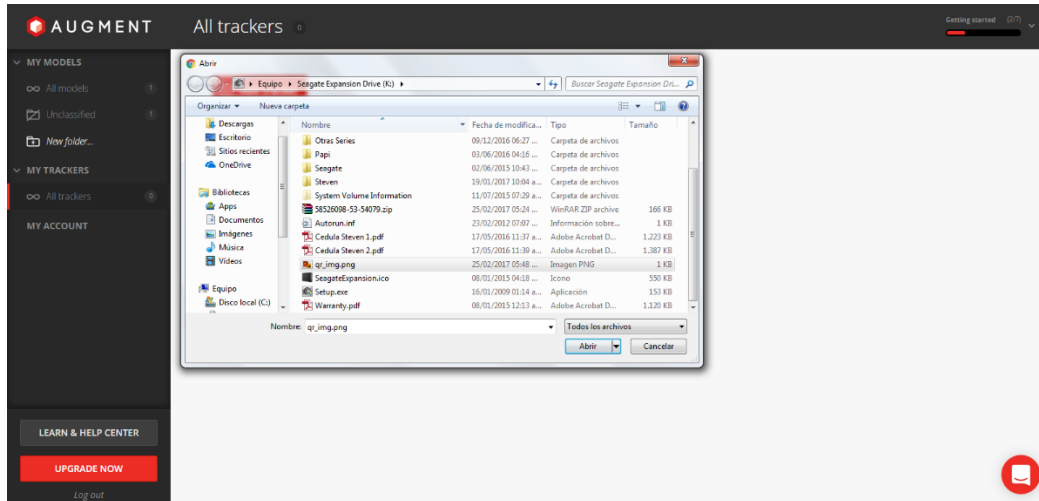 AUGMENT
All trackers 0
Getting started (2/7)
MY MODELS
All models 1
Unclassified 1
New folder...
MY TRACKERS
All trackers 0
MY ACCOUNT
LEARN & HELP CENTER
UPGRADE NOW
Log out
Abrir
Equipo Seagate Expansion Drive (K:)
Buscar Seagate Expansion Dri...
Organizar Nueva carpeta
Descargas
Escritorio
Sitios recientes
OneDrive
Bibliotecas
Apps
Documentos
Imágenes
Música
Vídeos
Equipo
Disco local (C:)
Nombre Fecha de modifica... Tipo Tamaño
Otras Series 09/12/2016 06:27 ... Carpeta de archivos
Papi 03/06/2016 04:16 ... Carpeta de archivos
Seagate 02/06/2015 10:43 ... Carpeta de archivos
Steven 19/01/2017 10:04 a... Carpeta de archivos
System Volume Information 11/07/2015 07:29 a... Carpeta de archivos
58526098-53-54079.zip 25/02/2017 05:24 ... WinRAR ZIP archive 166 KB
Autorun.inf 23/02/2012 07:07 ... Información sobre... 1 KB
Cedula Steven 1.pdf 17/05/2016 11:37 a... Adobe Acrobat D... 1.223 KB
Cedula Steven 2.pdf 17/05/2016 11:39 a... Adobe Acrobat D... 1.387 KB
qr_img.png 25/02/2017 05:48 ... Imagen PNG 1 KB
SeagateExpansion.ico 08/01/2015 04:18 ... Icono 550 KB
Setup.exe 16/01/2009 01:14 a... Aplicación 153 KB
Warranty.pdf 08/01/2015 12:13 a... Adobe Acrobat D... 1.120 KB
Nombre: qr_img.png
Todos los archivos
Abrir Cancelar